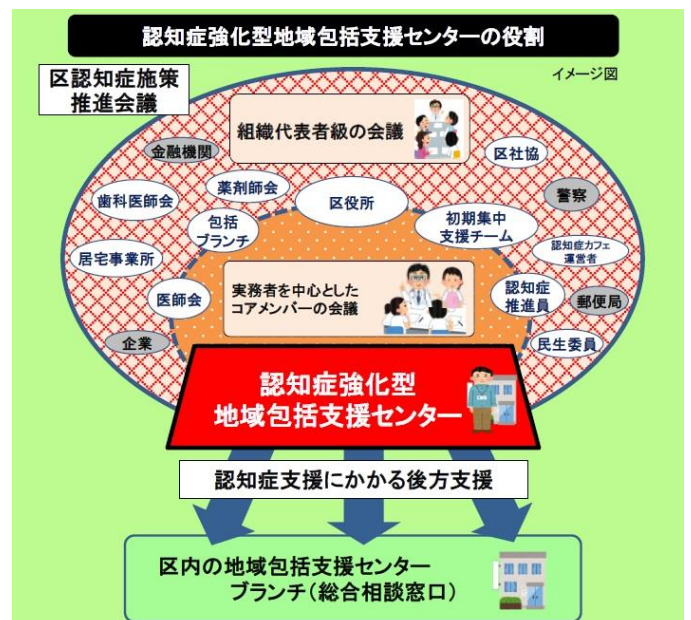 認知症強化型地域包括支援センターの役割
イメージ図
区認知症施策
推進会議
組織代表者級の会議
金融機関
区社協
歯科医師会
薬剤師会
区役所
警察
包括
ブランチ
初期集中
支援チーム
居宅事業所
認知症カフェ
運営者
医師会
実務者を中心とした
コアメンバーの会議
認知症
推進員
郵便局
企業
民生委員
認知症強化型
地域包括支援センター
認知症支援にかかる後方支援
区内の地域包括支援センター
ブランチ(総合相談窓口)